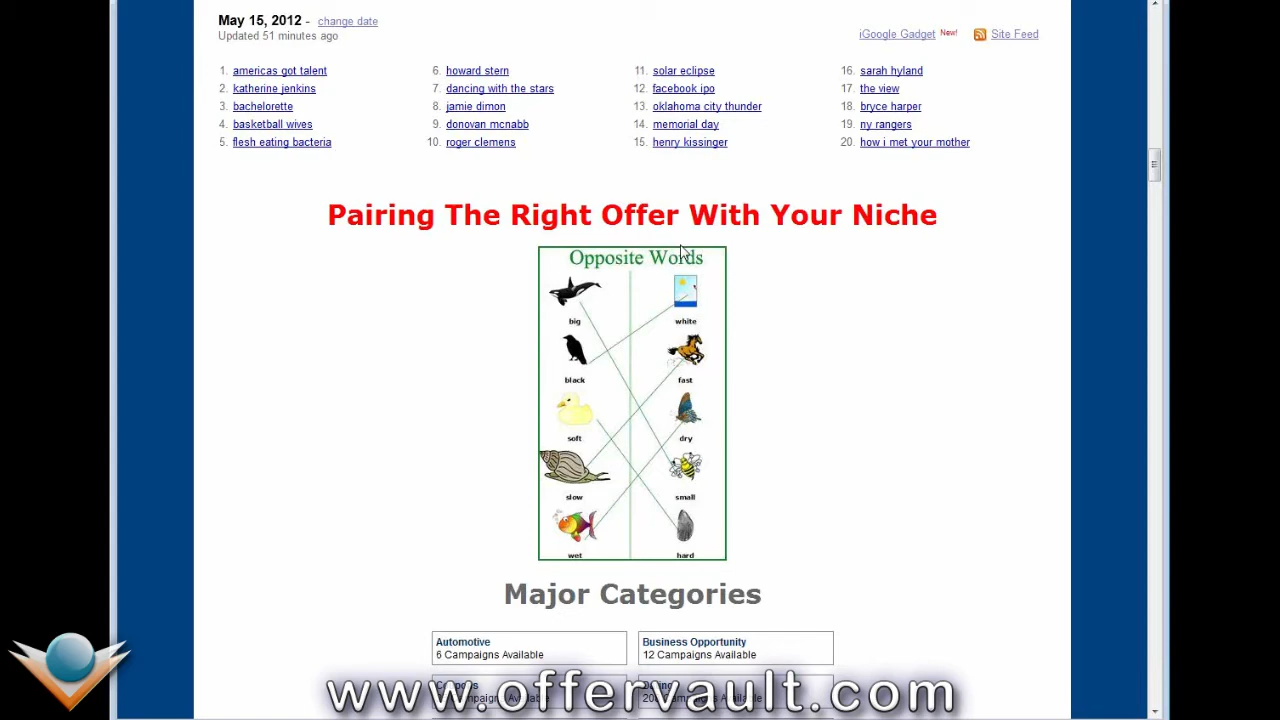 May 15, 2012 - change date
Updated 51 minutes ago
iGoogle Gadget New! Site Feed
1. americas got talent
2. katherine jenkins
3. bachelorette
4. basketball wives
5. flesh eating bacteria
6. howard stern
7. dancing with the stars
8. jamie dimon
9. donovan mcnabb
10. roger clemens
11. solar eclipse
12. facebook ipo
13. oklahoma city thunder
14. memorial day
15. henry kissinger
16. sarah hyland
17. the view
18. bryce harper
19. ny rangers
20. how i met your mother
Pairing The Right Offer With Your Niche
Opposite Words
big white
black fast
soft dry
slow small
wet hard
Major Categories
Automotive
6 Campaigns Available
Business Opportunity
12 Campaigns Available
www.offervault.com